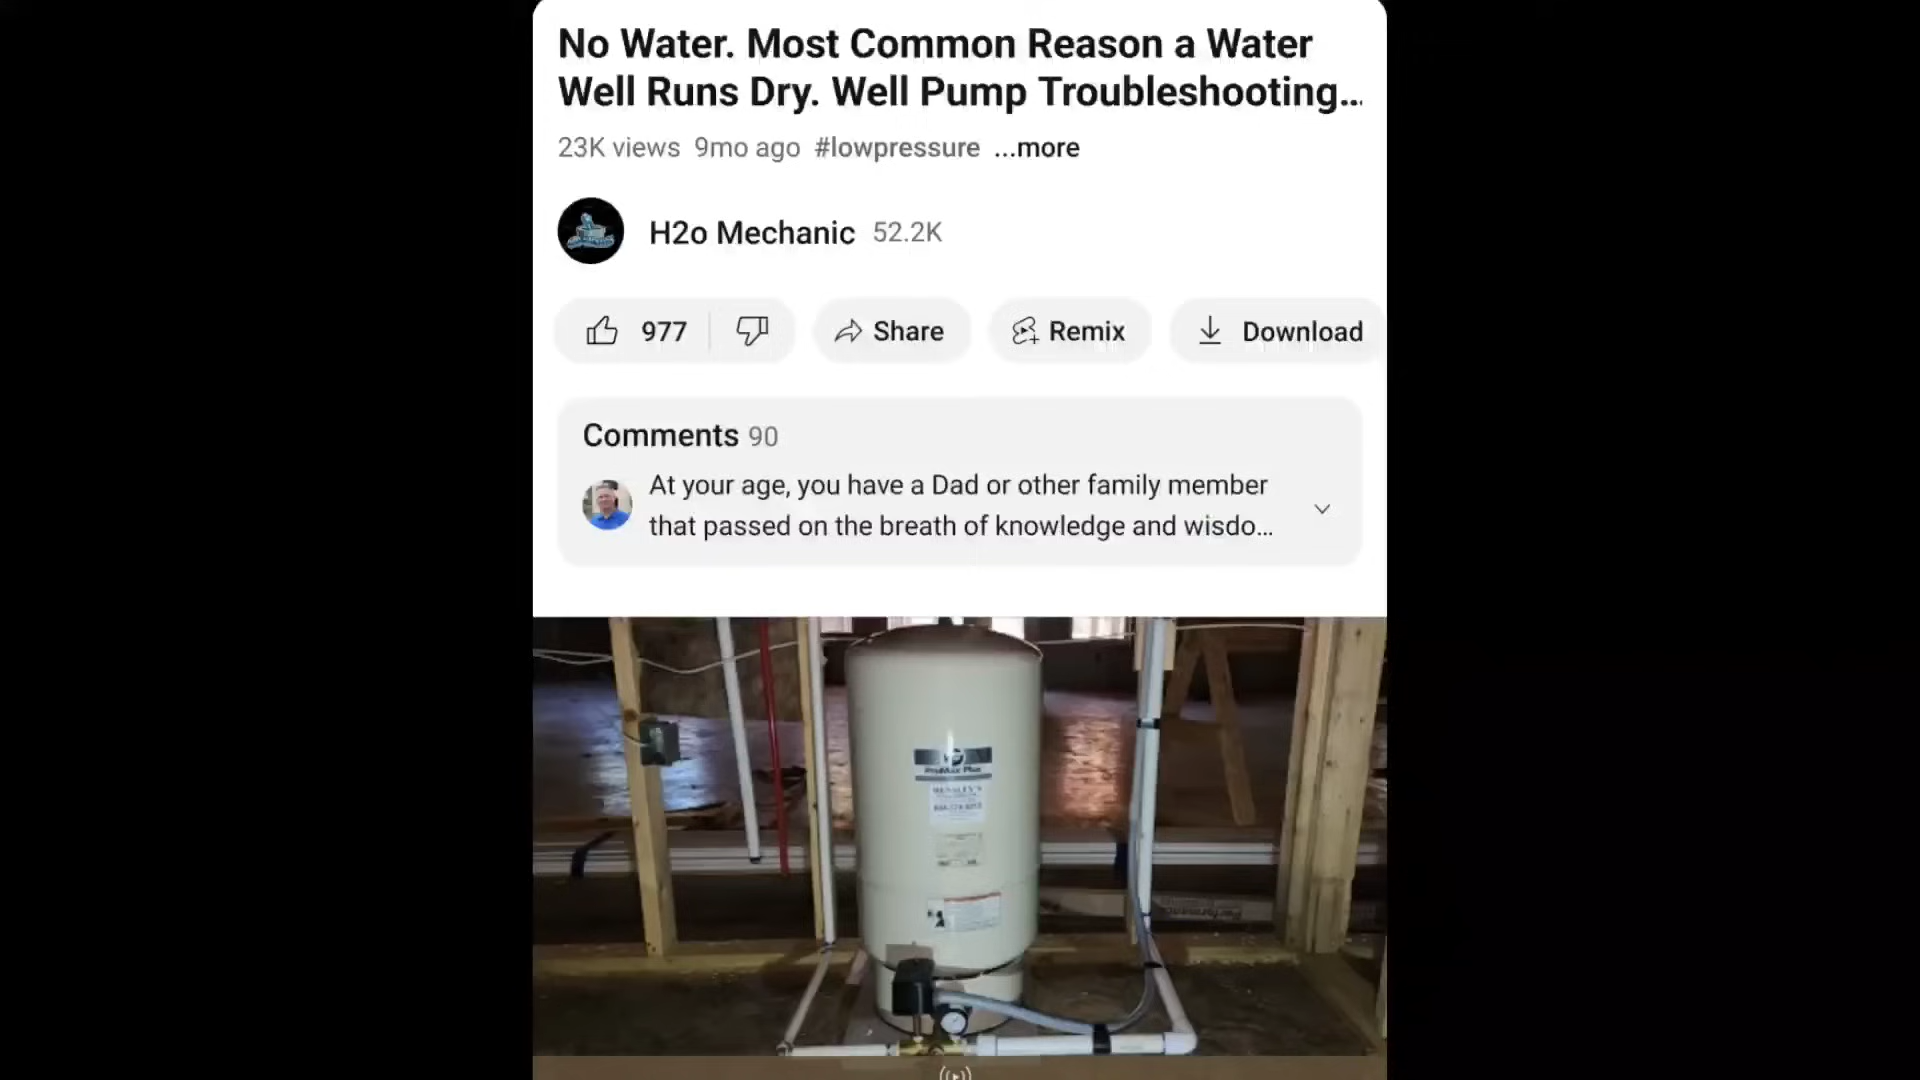 No Water. Most Common Reason a Water
Well Runs Dry. Well Pump Troubleshooting...
23K views 9mo ago #lowpressure ...more
H2o Mechanic 52.2K
977 Share Remix Download
Comments 90
At your age, you have a Dad or other family member
that passed on the breath of knowledge and wisdo...
ProMax Plus